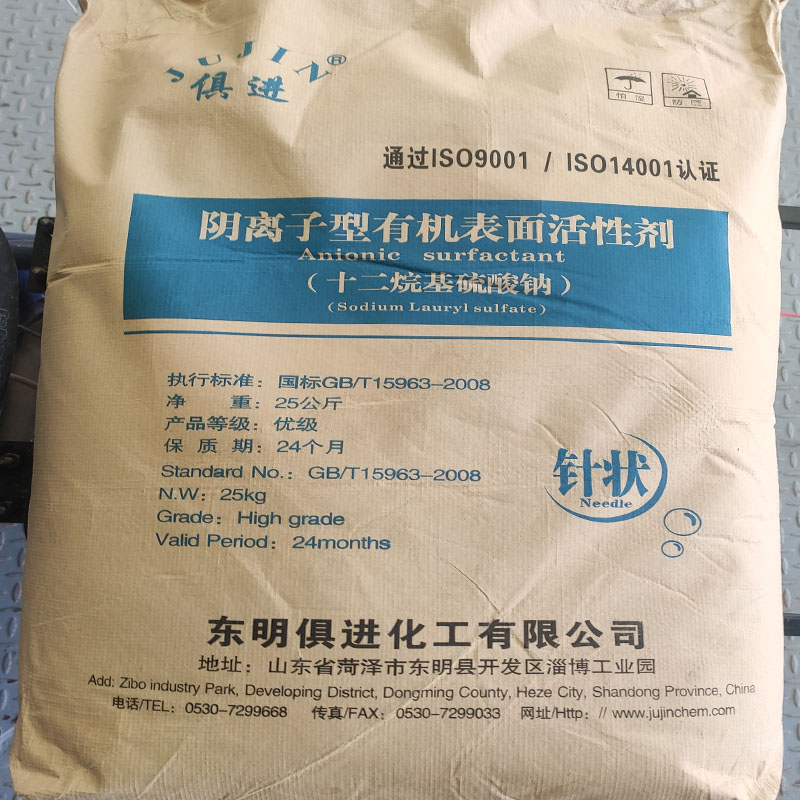 JUJIN®
俱进
怕湿 防晒
通过ISO9001 / ISO14001认证
阴离子型有机表面活性剂
Anionic surfactant
（十二烷基硫酸钠）
(Sodium Lauryl sulfate)
执行标准：国标GB/T15963-2008
净 重：25公斤
产品等级：优级
保 质 期：24个月
Standard No.：GB/T15963-2008
N.W：25kg
Grade：High grade
Valid Period：24months
针状
Needle
东明俱进化工有限公司
地址：山东省菏泽市东明县开发区淄博工业园
Add: Zibo industry Park, Developing District, Dongming County, Heze City, Shandong Province, China
电话/TEL：0530-7299668 传真/FAX：0530-7299033 网址/Http：// www.jujinchem.com